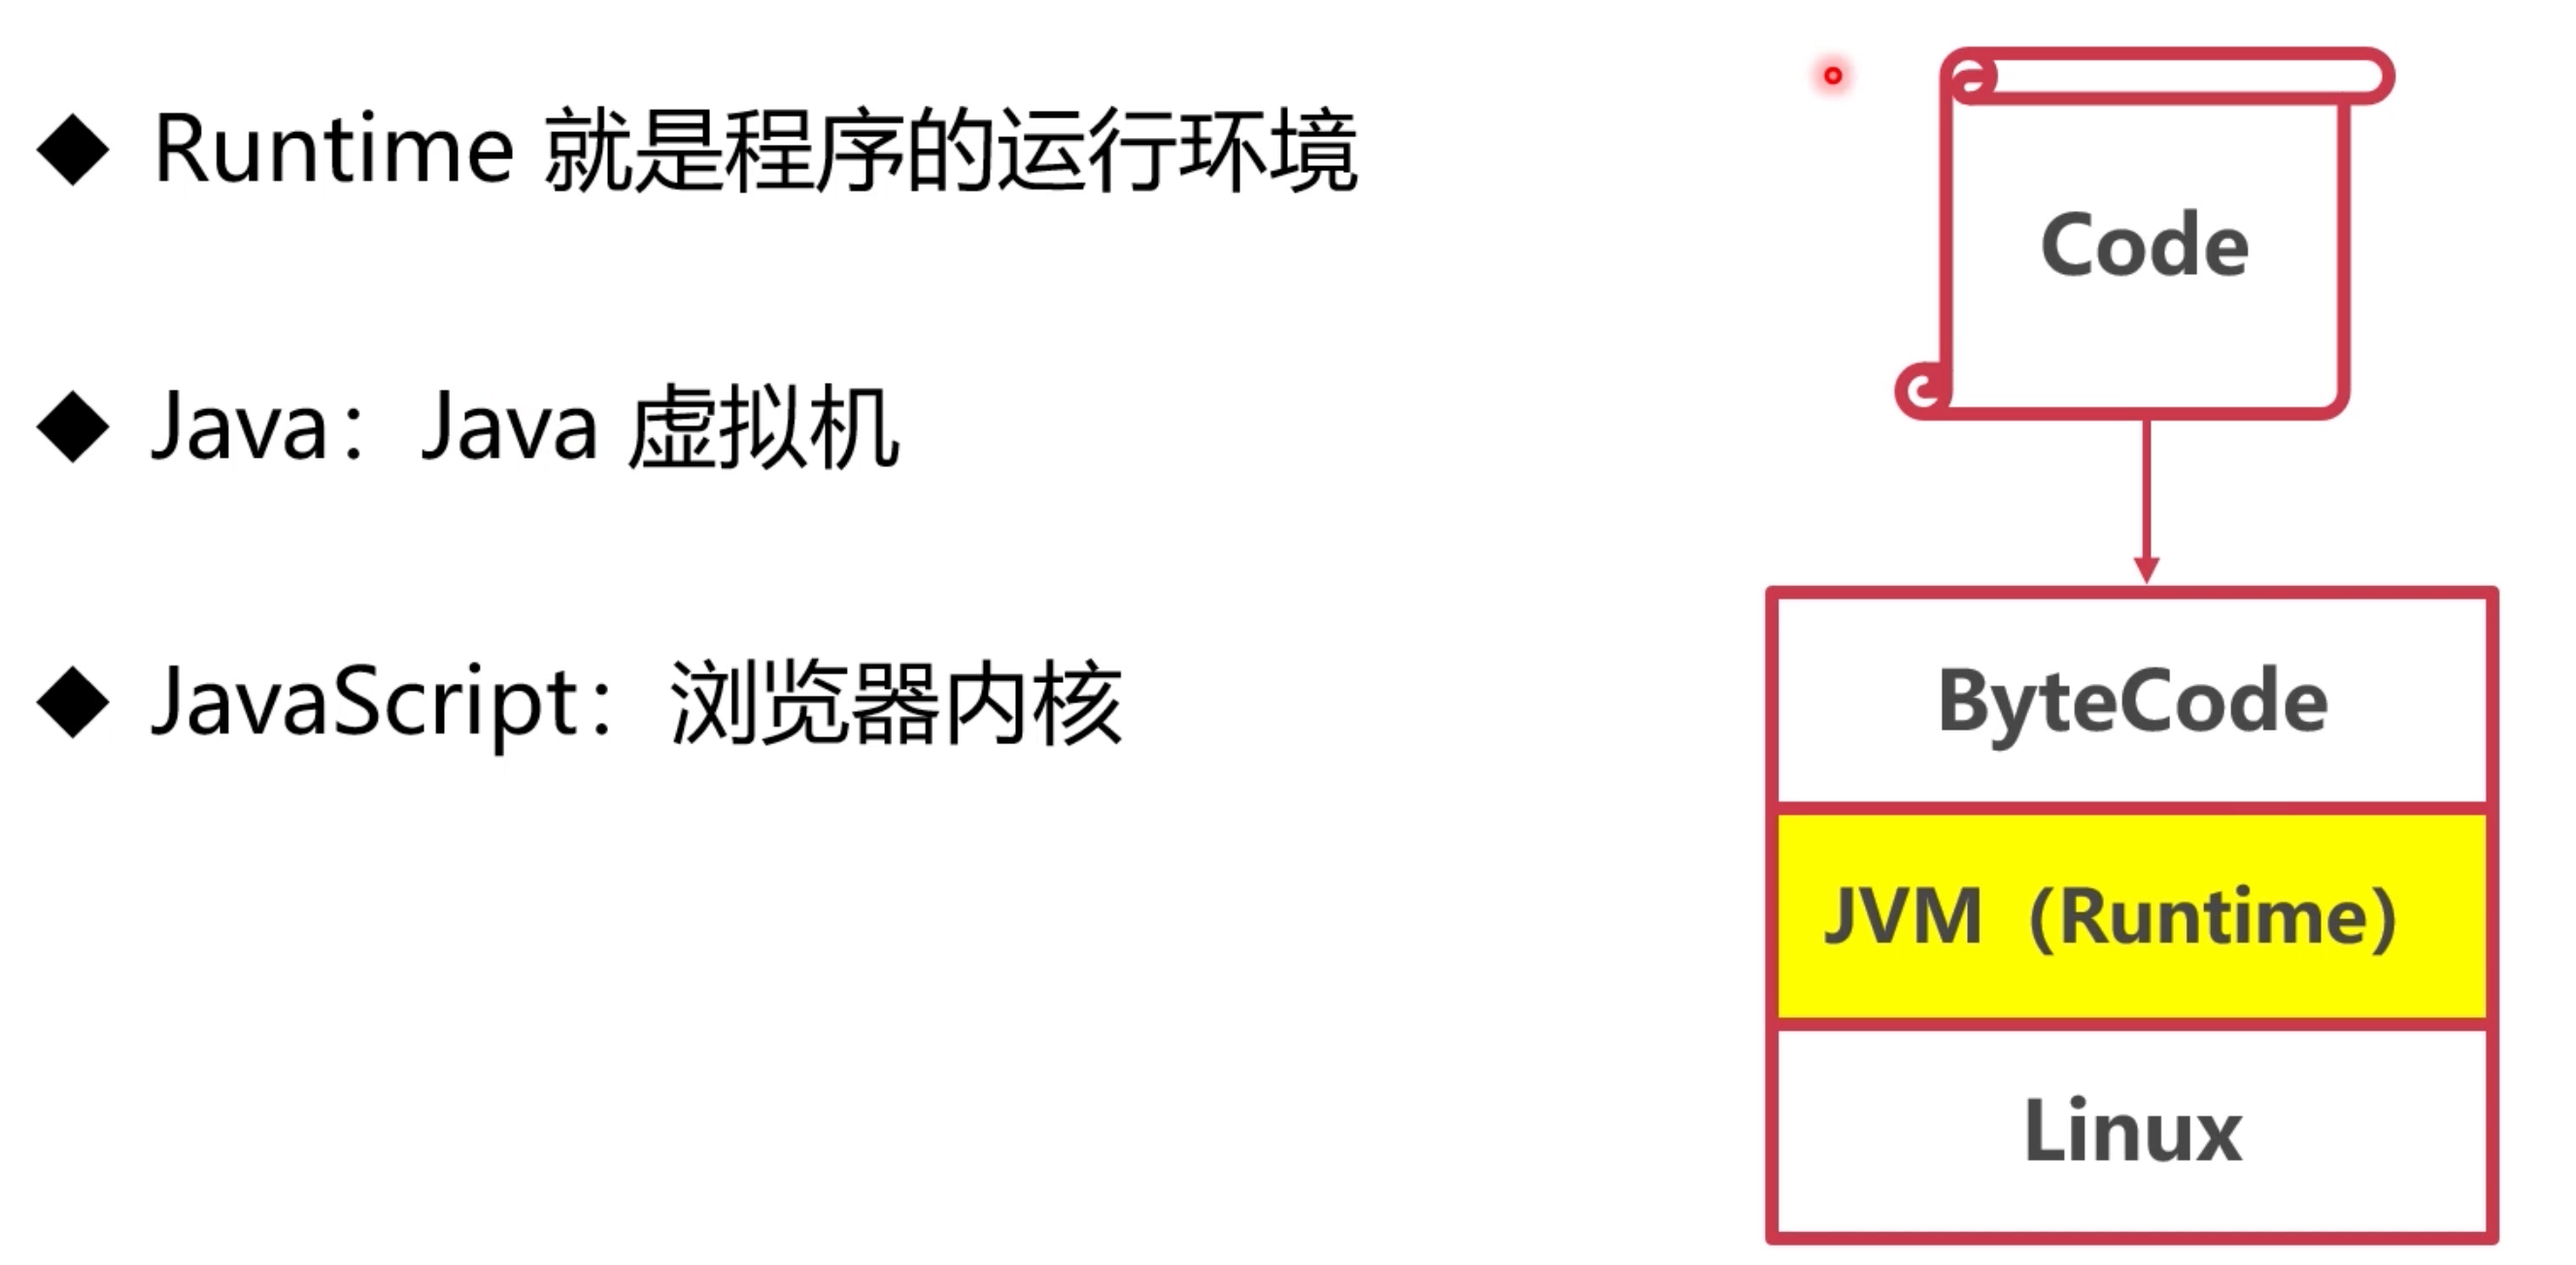 Runtime 就是程序的运行环境
Java：Java 虚拟机
JavaScript：浏览器内核
Code
ByteCode
JVM（Runtime）
Linux